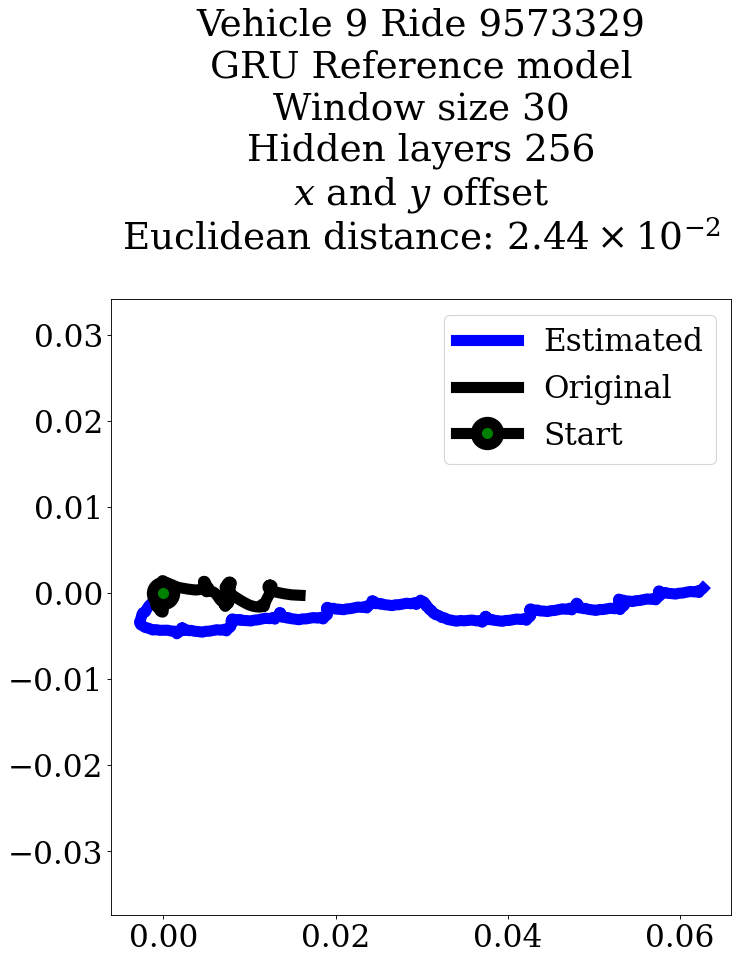 Vehicle 9 Ride 9573329
GRU Reference model
Window size 30
Hidden layers 256
x and y offset
Euclidean distance: 2.44 × 10⁻²
Estimated
Original
Start
0.03
0.02
0.01
0.00
−0.01
−0.02
−0.03
0.00 0.02 0.04 0.06